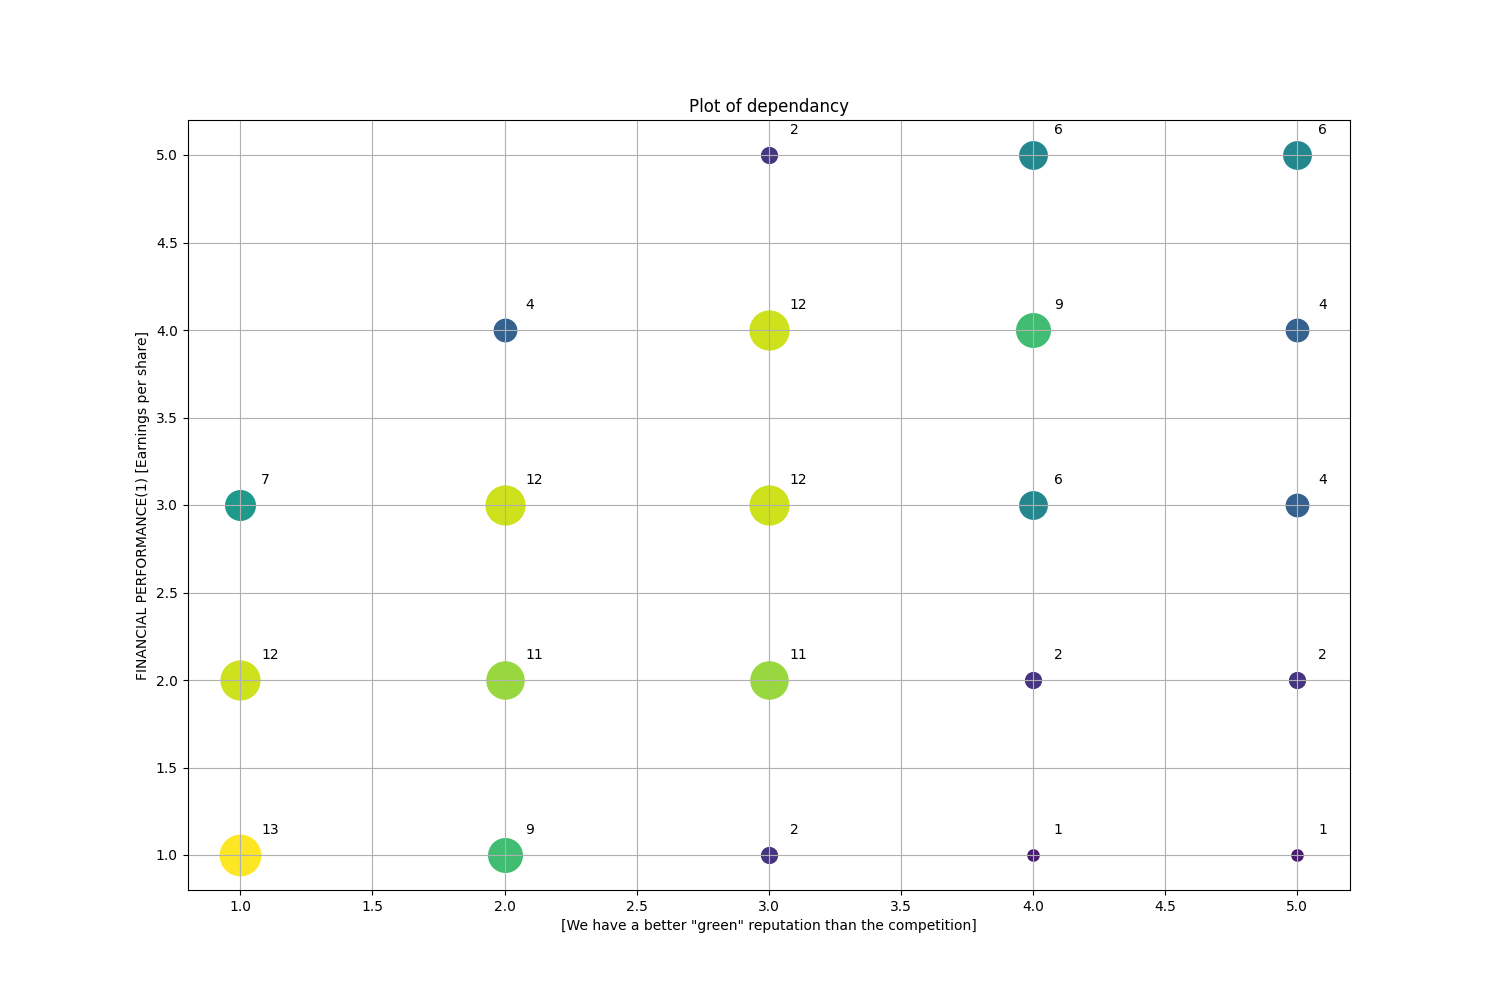 Plot of dependancy
2 6 6
5.0
4.5
4 12 9 4
4.0
3.5
7 12 12 6 4
3.0
2.5
12 11 11 2 2
2.0
1.5
13 9 2 1 1
1.0
1.0 1.5 2.0 2.5 3.0 3.5 4.0 4.5 5.0
[We have a better "green" reputation than the competition]
FINANCIAL PERFORMANCE(1) [Earnings per share]